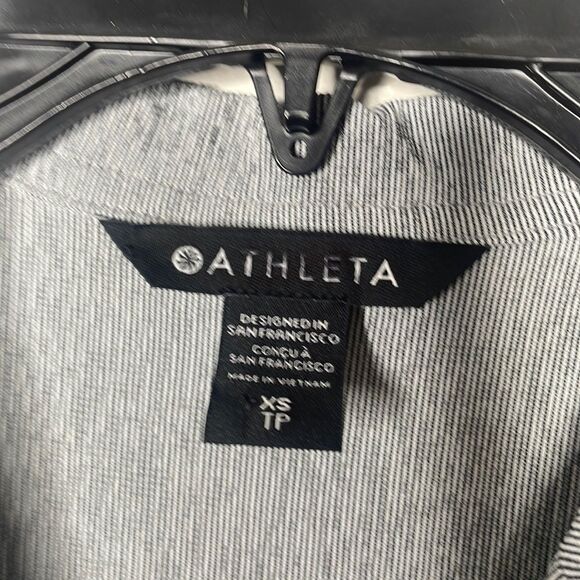 ATHLETA
DESIGNED IN
SAN FRANCISCO
CONÇU À
SAN FRANCISCO
MADE IN VIETNAM
XS
TP